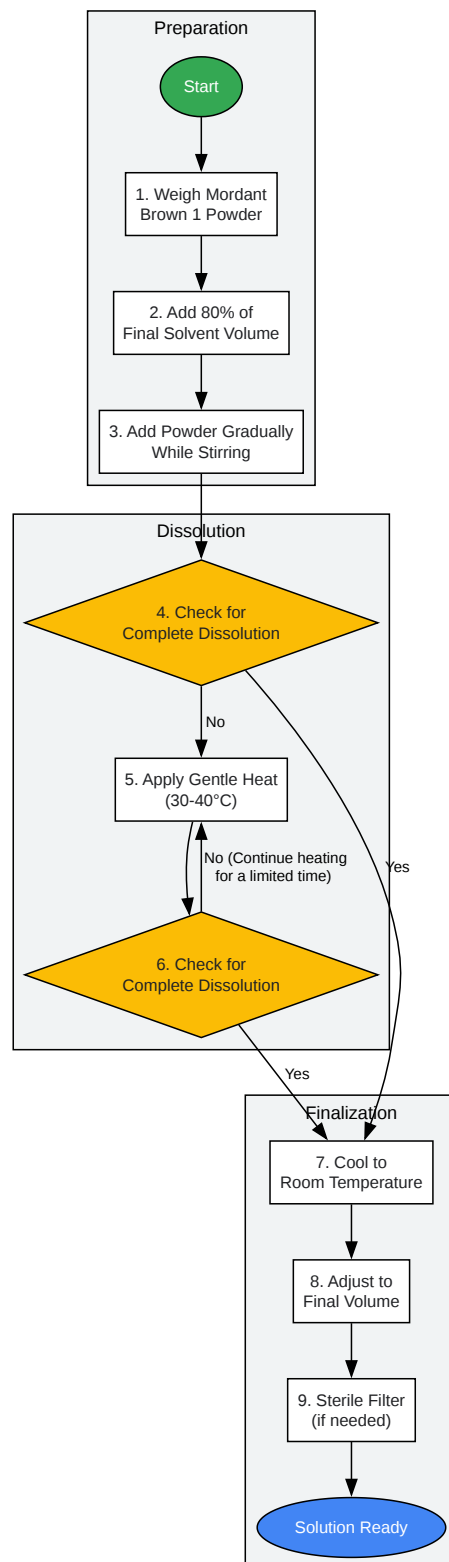 Preparation
Start
1. Weigh Mordant
Brown 1 Powder
2. Add 80% of
Final Solvent Volume
3. Add Powder Gradually
While Stirring
Dissolution
4. Check for
Complete Dissolution
No
5. Apply Gentle Heat
(30-40°C)
No (Continue heating
for a limited time)
Yes
6. Check for
Complete Dissolution
Yes
Finalization
7. Cool to
Room Temperature
8. Adjust to
Final Volume
9. Sterile Filter
(if needed)
Solution Ready